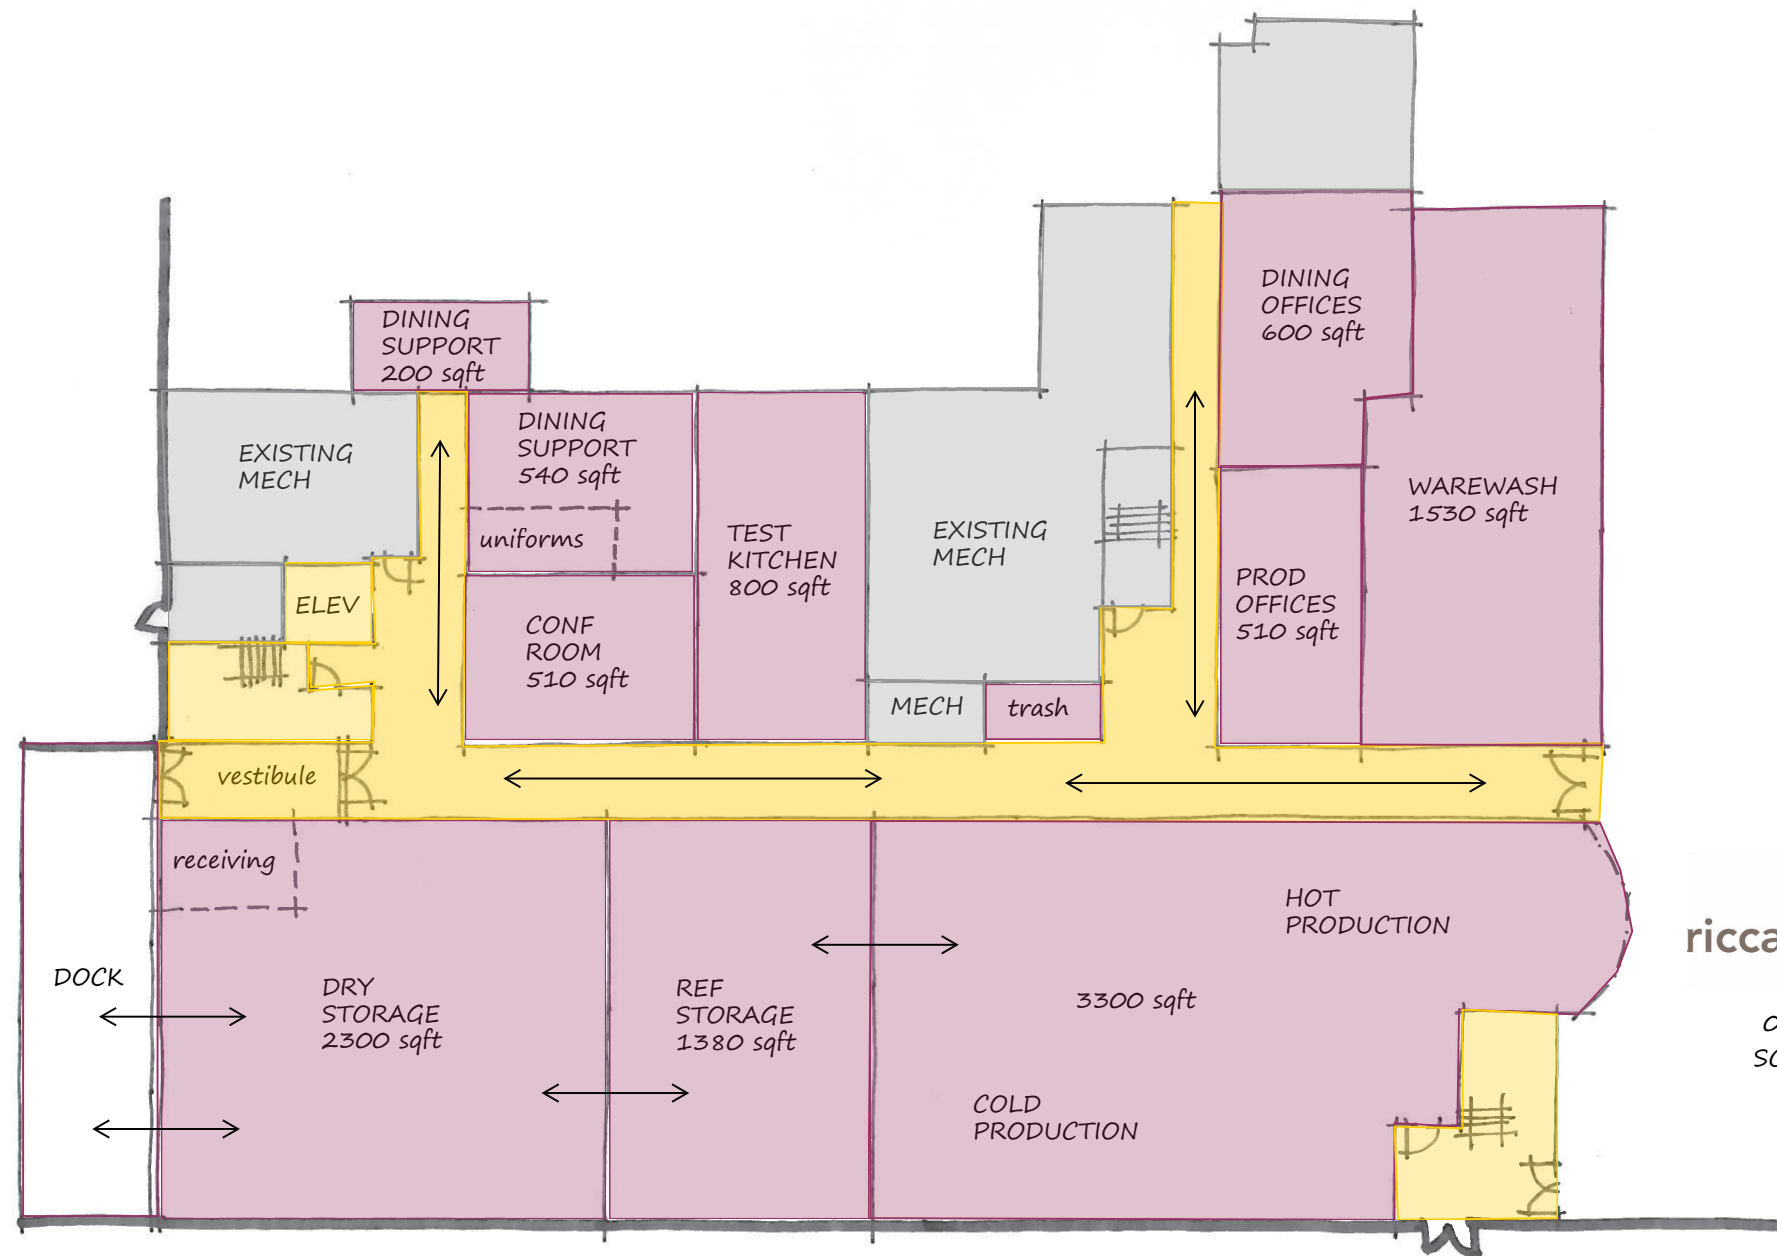 DINING
OFFICES
600 sqft
DINING
SUPPORT
200 sqft
EXISTING
MECH
DINING
SUPPORT
540 sqft
uniforms
TEST
KITCHEN
800 sqft
EXISTING
MECH
WAREWASH
1530 sqft
ELEV
CONF
ROOM
510 sqft
PROD
OFFICES
510 sqft
MECH
trash
vestibule
receiving
HOT
PRODUCTION
ricca
DOCK
DRY
STORAGE
2300 sqft
REF
STORAGE
1380 sqft
3300 sqft
COLD
PRODUCTION